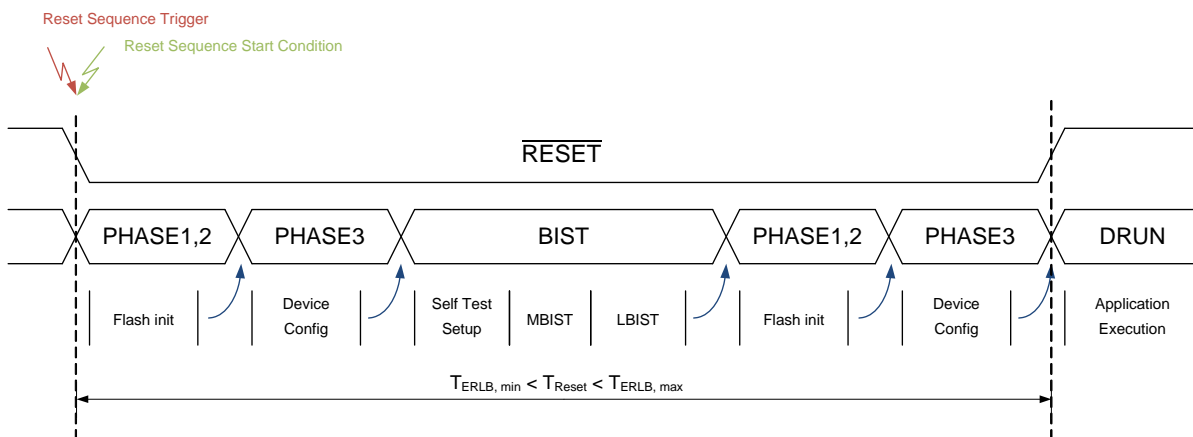 Reset Sequence Trigger
Reset Sequence Start Condition
RESET
PHASE1,2
PHASE3
BIST
PHASE1,2
PHASE3
DRUN
Flash init
Device
Config
Self Test
Setup
MBIST
LBIST
Flash init
Device
Config
Application
Execution
TERLB, min < TReset < TERLB, max